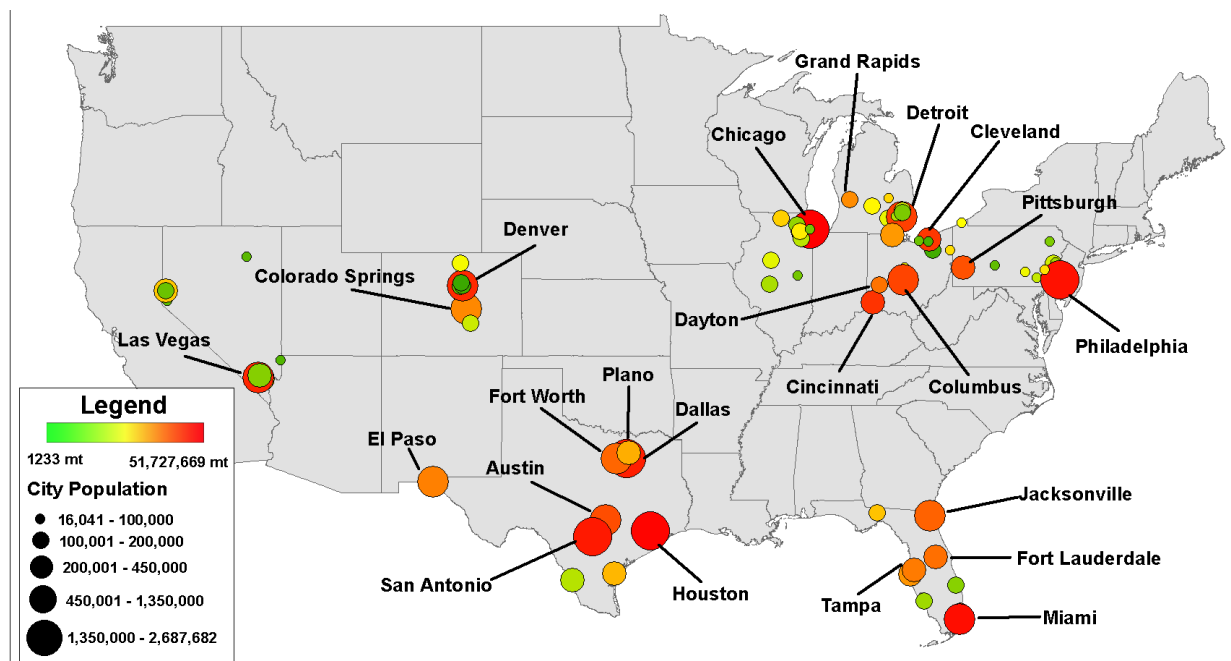 Grand Rapids
Detroit
Chicago
Cleveland
Pittsburgh
Denver
Colorado Springs
Dayton
Las Vegas
Philadelphia
Plano
Cincinnati
Columbus
Fort Worth
Dallas
El Paso
Austin
Jacksonville
Fort Lauderdale
San Antonio
Houston
Tampa
Miami
Legend
1233 mt
51,727,669 mt
City Population
16,041 - 100,000
100,001 - 200,000
200,001 - 450,000
450,001 - 1,350,000
1,350,000 - 2,687,682